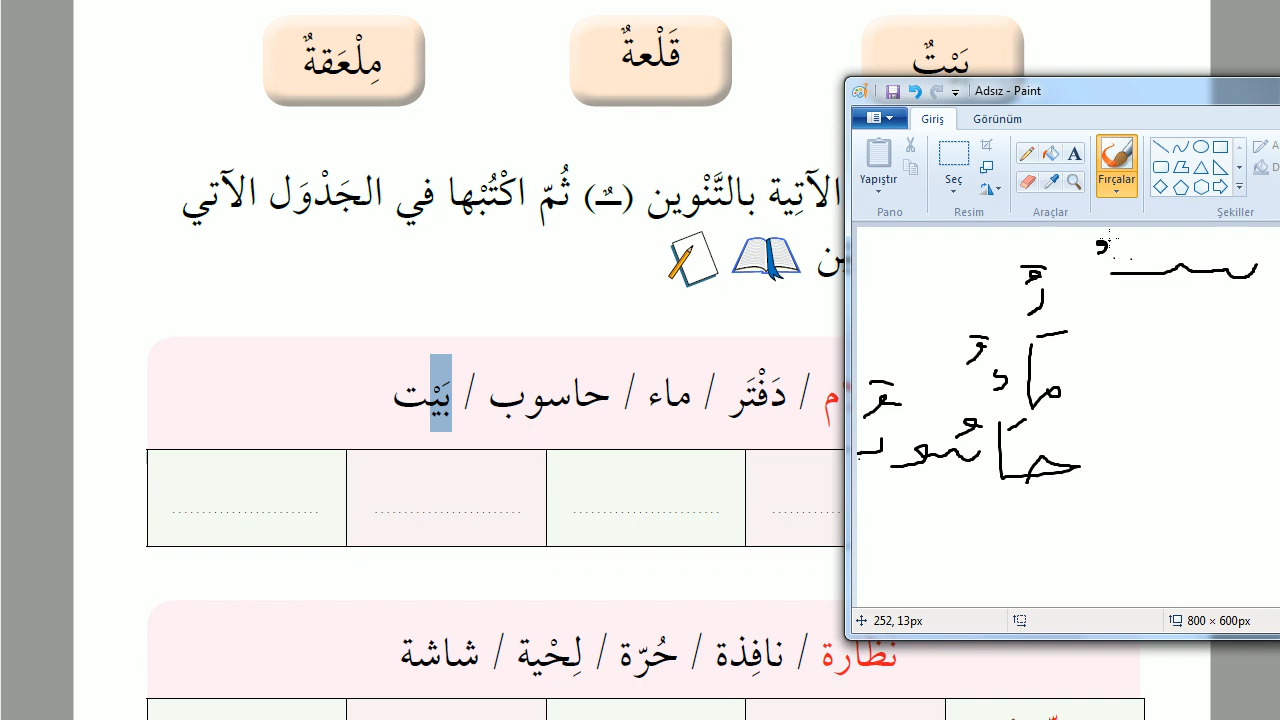 بَيْتٌ قَلْعةٌ مِلْعَقةٌ
الآتِية بالتَّنْوين (ـٌـ) ثُمّ اكْتُبْها في الجَدْوَل الآتي
ين
م / دَفْتَر / ماء / حاسوب / بَيْت
نظارة / نافِذة / حُرّة / لِحْية / شاشة
Adsız - Paint
Giriş Görünüm
Yapıştır Seç Fırçalar
Pano Resim Araçlar Şekiller
252, 13px 800 × 600px